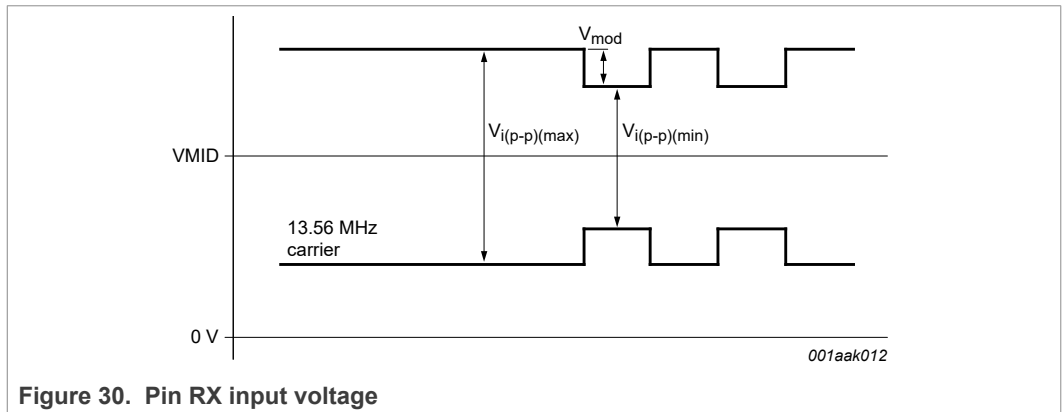 Vmod
Vi(p-p)(max)
Vi(p-p)(min)
VMID
13.56 MHz
carrier
0 V
001aak012
Figure 30. Pin RX input voltage